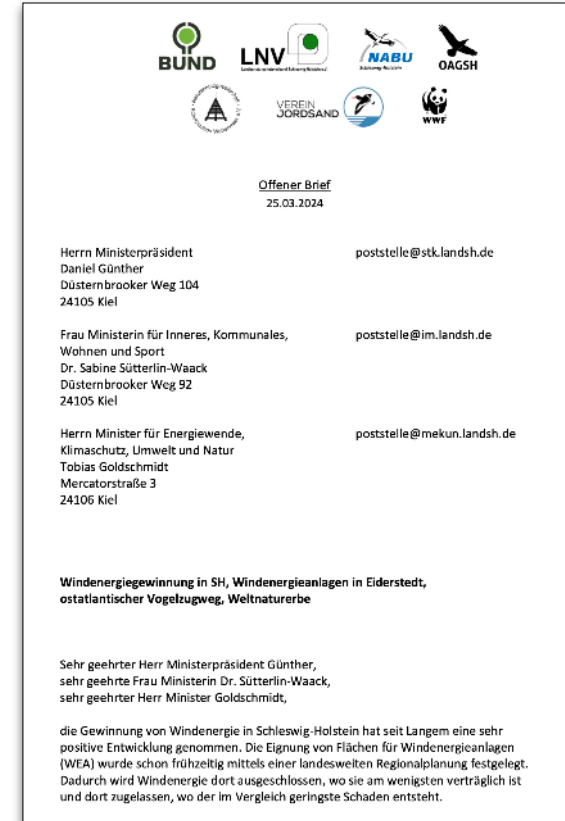 BUND
LNV
NABU
Schleswig-Holstein
OAGSH
VEREIN
JORDSAND
WWF
Offener Brief
25.03.2024
Herrn Ministerpräsident
Daniel Günther
Düsternbrooker Weg 104
24105 Kiel
poststelle@stk.landsh.de
Frau Ministerin für Inneres, Kommunales,
Wohnen und Sport
Dr. Sabine Sütterlin-Waack
Düsternbrooker Weg 92
24105 Kiel
poststelle@im.landsh.de
Herrn Minister für Energiewende,
Klimaschutz, Umwelt und Natur
Tobias Goldschmidt
Mercatorstraße 3
24106 Kiel
poststelle@mekun.landsh.de
Windenergiegewinnung in SH, Windenergieanlagen in Eiderstedt,
ostatlantischer Vogelzugweg, Weltnaturerbe
Sehr geehrter Herr Ministerpräsident Günther,
sehr geehrte Frau Ministerin Dr. Sütterlin-Waack,
sehr geehrter Herr Minister Goldschmidt,
die Gewinnung von Windenergie in Schleswig-Holstein hat seit Langem eine sehr
positive Entwicklung genommen. Die Eignung von Flächen für Windenergieanlagen
(WEA) wurde schon frühzeitig mittels einer landesweiten Regionalplanung festgelegt.
Dadurch wird Windenergie dort ausgeschlossen, wo sie am wenigsten verträglich ist
und dort zugelassen, wo der im Vergleich geringste Schaden entsteht.